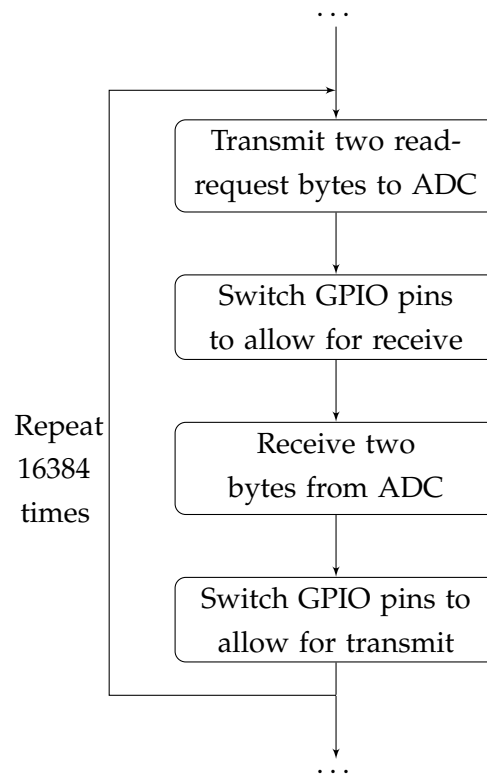 ...
Transmit two read-
request bytes to ADC
Switch GPIO pins
to allow for receive
Repeat
16384
times
Receive two
bytes from ADC
Switch GPIO pins to
allow for transmit
...